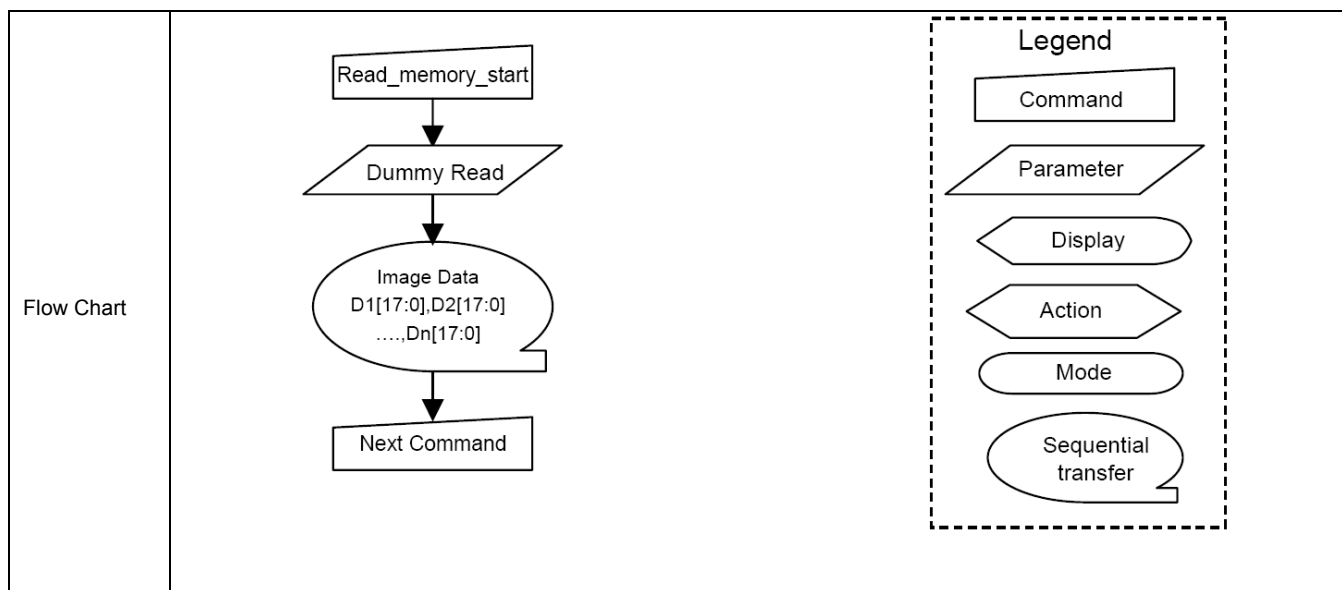 Flow Chart
Read_memory_start
Dummy Read
Image Data
D1[17:0],D2[17:0]
....,Dn[17:0]
Next Command
Legend
Command
Parameter
Display
Action
Mode
Sequential
transfer